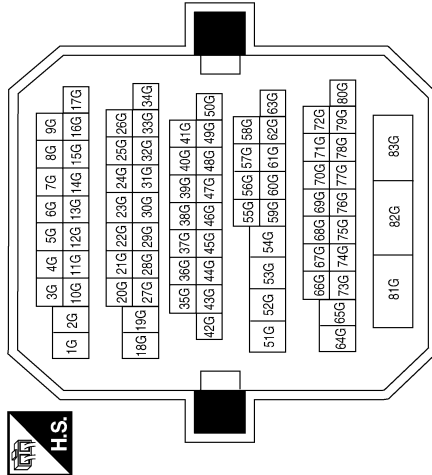 H.S.
3G 4G 5G 6G 7G 8G 9G
1G 2G 10G 11G 12G 13G 14G 15G 16G 17G
20G 21G 22G 23G 24G 25G 26G
18G 19G 27G 28G 29G 30G 31G 32G 33G 34G
35G 36G 37G 38G 39G 40G 41G
42G 43G 44G 45G 46G 47G 48G 49G 50G
55G 56G 57G 58G
51G 52G 53G 54G 59G 60G 61G 62G 63G
66G 67G 68G 69G 70G 71G 72G
64G 65G 73G 74G 75G 76G 77G 78G 79G 80G
81G 82G 83G